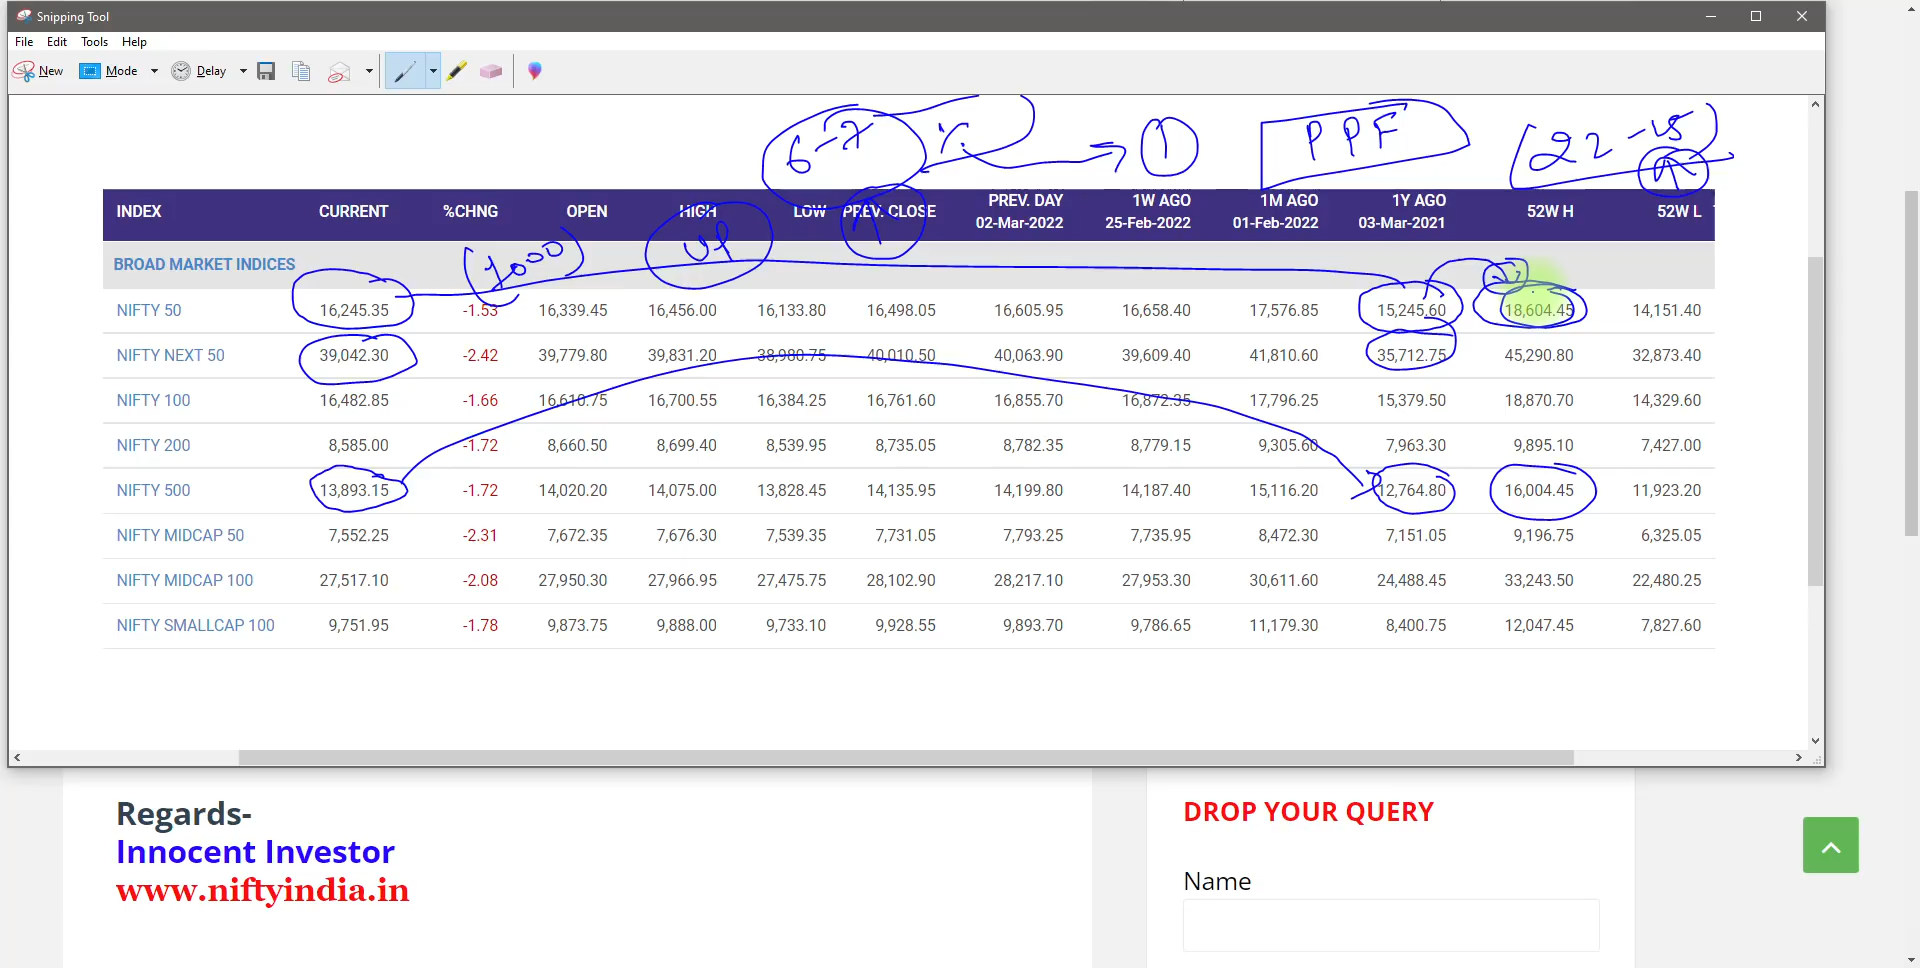 Snipping Tool
File Edit Tools Help
New Mode Delay
6-7 % → 1 PPF (22-15)
INDEX CURRENT %CHNG OPEN HIGH LOW PREV. CLOSE PREV. DAY 02-Mar-2022 1W AGO 25-Feb-2022 1M AGO 01-Feb-2022 1Y AGO 03-Mar-2021 52W H 52W L
(1000) up
BROAD MARKET INDICES
NIFTY 50 16,245.35 -1.53 16,339.45 16,456.00 16,133.80 16,498.05 16,605.95 16,658.40 17,576.85 15,245.60 18,604.45 14,151.40
NIFTY NEXT 50 39,042.30 -2.42 39,779.80 39,831.20 38,980.75 40,010.50 40,063.90 39,609.40 41,810.60 35,712.75 45,290.80 32,873.40
NIFTY 100 16,482.85 -1.66 16,610.75 16,700.55 16,384.25 16,761.60 16,855.70 16,872.35 17,796.25 15,379.50 18,870.70 14,329.60
NIFTY 200 8,585.00 -1.72 8,660.50 8,699.40 8,539.95 8,735.05 8,782.35 8,779.15 9,305.60 7,963.30 9,895.10 7,427.00
NIFTY 500 13,893.15 -1.72 14,020.20 14,075.00 13,828.45 14,135.95 14,199.80 14,187.40 15,116.20 12,764.80 16,004.45 11,923.20
NIFTY MIDCAP 50 7,552.25 -2.31 7,672.35 7,676.30 7,539.35 7,731.05 7,793.25 7,735.95 8,472.30 7,151.05 9,196.75 6,325.05
NIFTY MIDCAP 100 27,517.10 -2.08 27,950.30 27,966.95 27,475.75 28,102.90 28,217.10 27,953.30 30,611.60 24,488.45 33,243.50 22,480.25
NIFTY SMALLCAP 100 9,751.95 -1.78 9,873.75 9,888.00 9,733.10 9,928.55 9,893.70 9,786.65 11,179.30 8,400.75 12,047.45 7,827.60
Regards-
Innocent Investor
www.niftyindia.in
DROP YOUR QUERY
Name